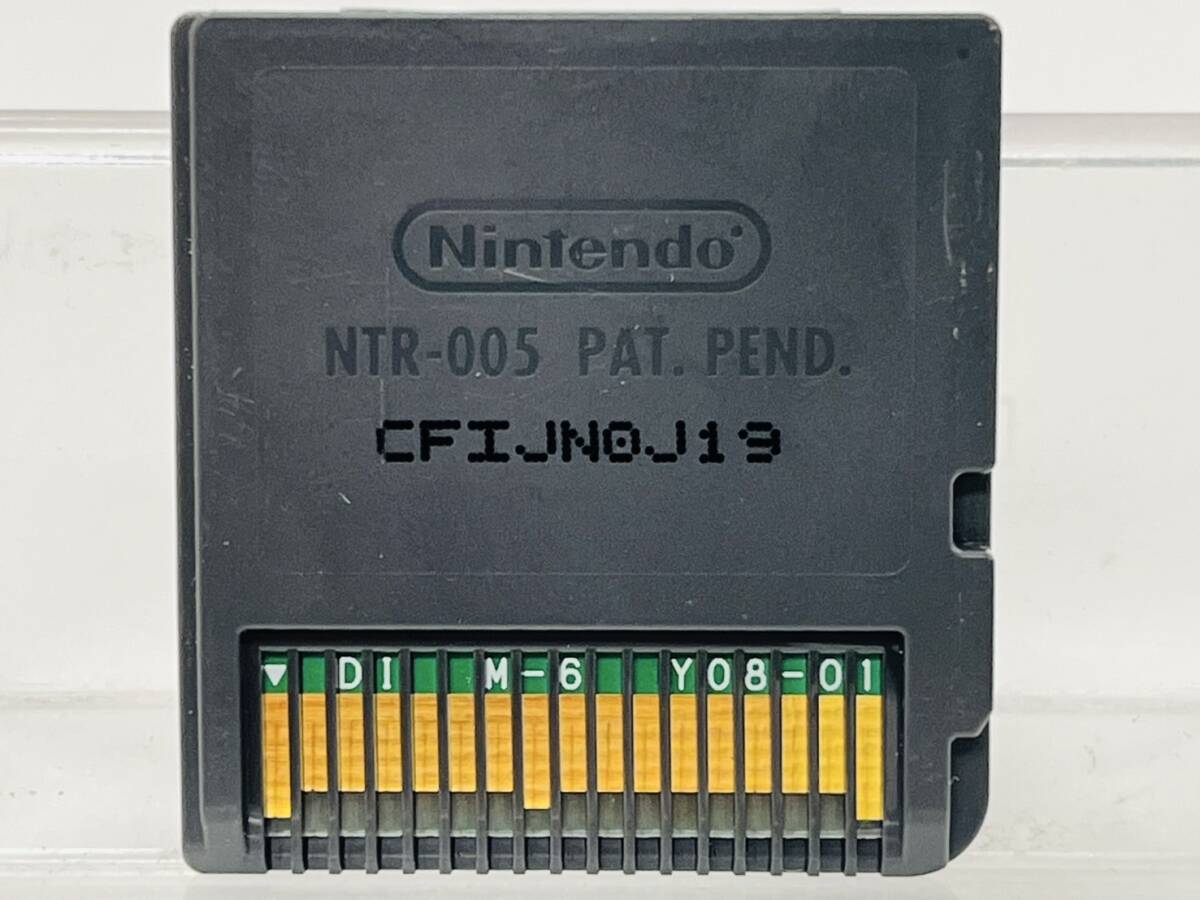 Nintendo
NTR-005 PAT. PEND.
CFIJN0J19
▼ DI M-6 Y08-01